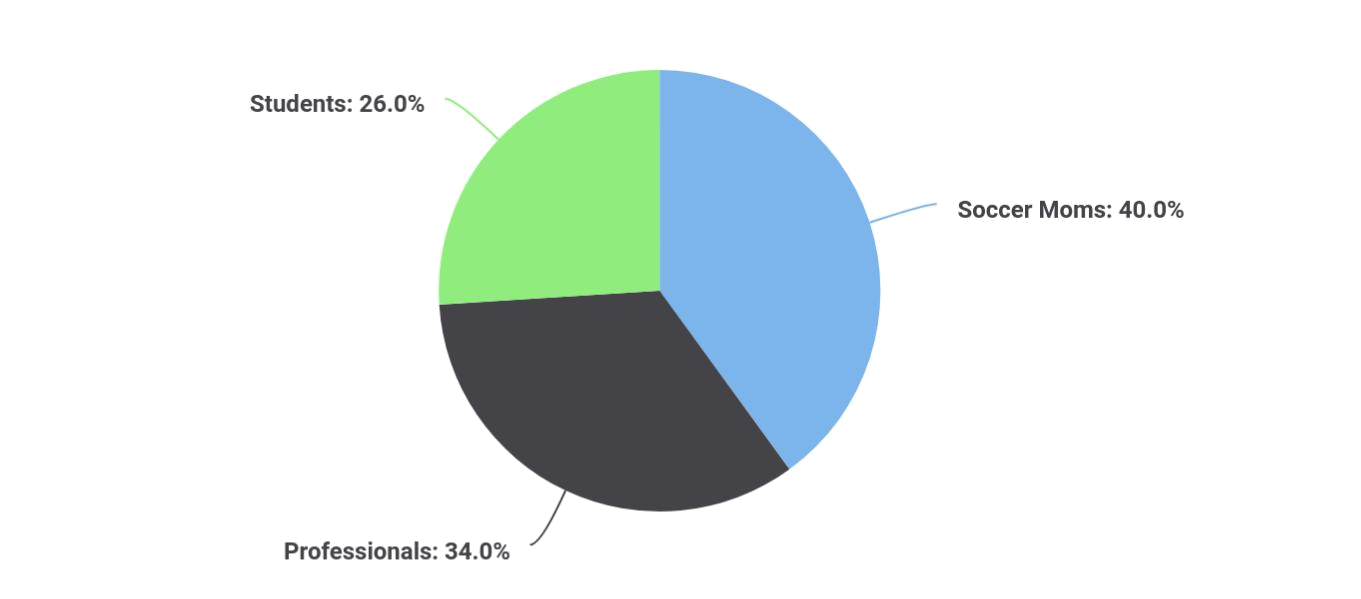 Students: 26.0%
Soccer Moms: 40.0%
Professionals: 34.0%